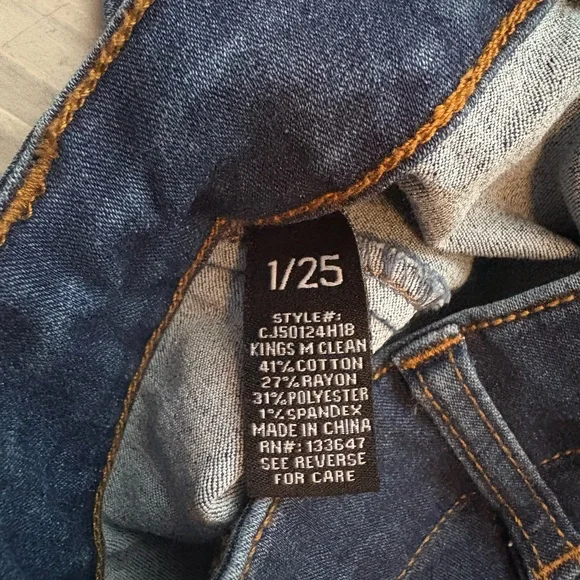 1/25
STYLE#:
CJ50124H18
KINGS M CLEAN
41%COTTON
27%RAYON
31%POLYESTER
1%SPANDEX
MADE IN CHINA
RN#: 133647
SEE REVERSE
FOR CARE